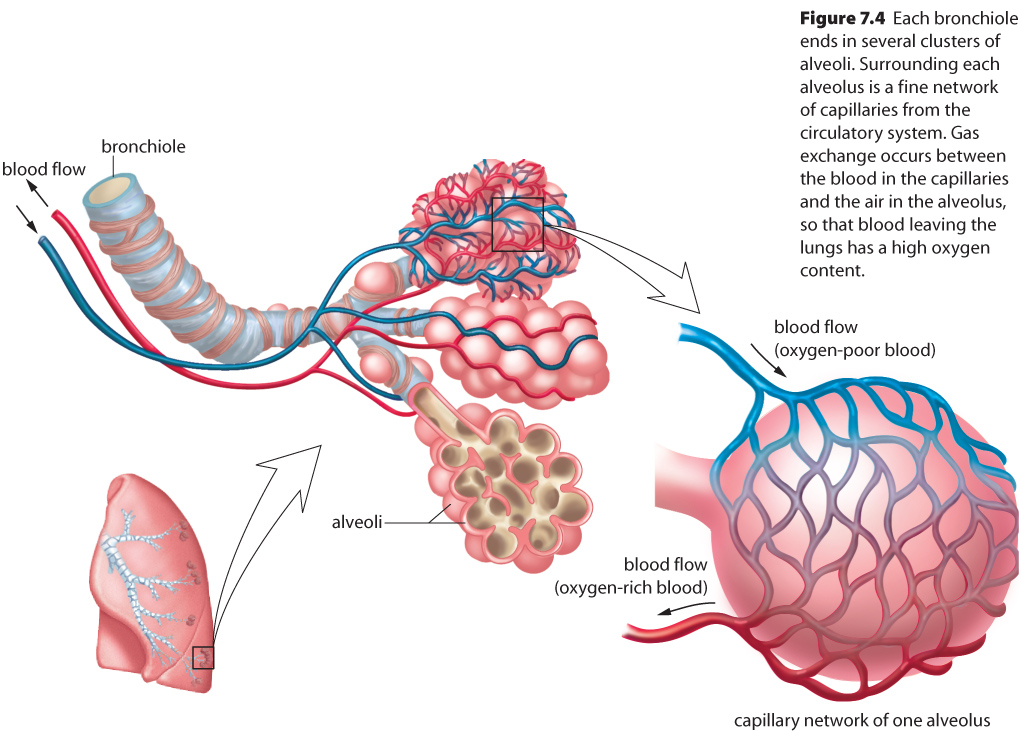 Figure 7.4 Each bronchiole
ends in several clusters of
alveoli. Surrounding each
alveolus is a fine network
of capillaries from the
circulatory system. Gas
exchange occurs between
the blood in the capillaries
and the air in the alveolus,
so that blood leaving the
lungs has a high oxygen
content.
bronchiole
blood flow
blood flow
(oxygen-poor blood)
alveoli
blood flow
(oxygen-rich blood)
capillary network of one alveolus